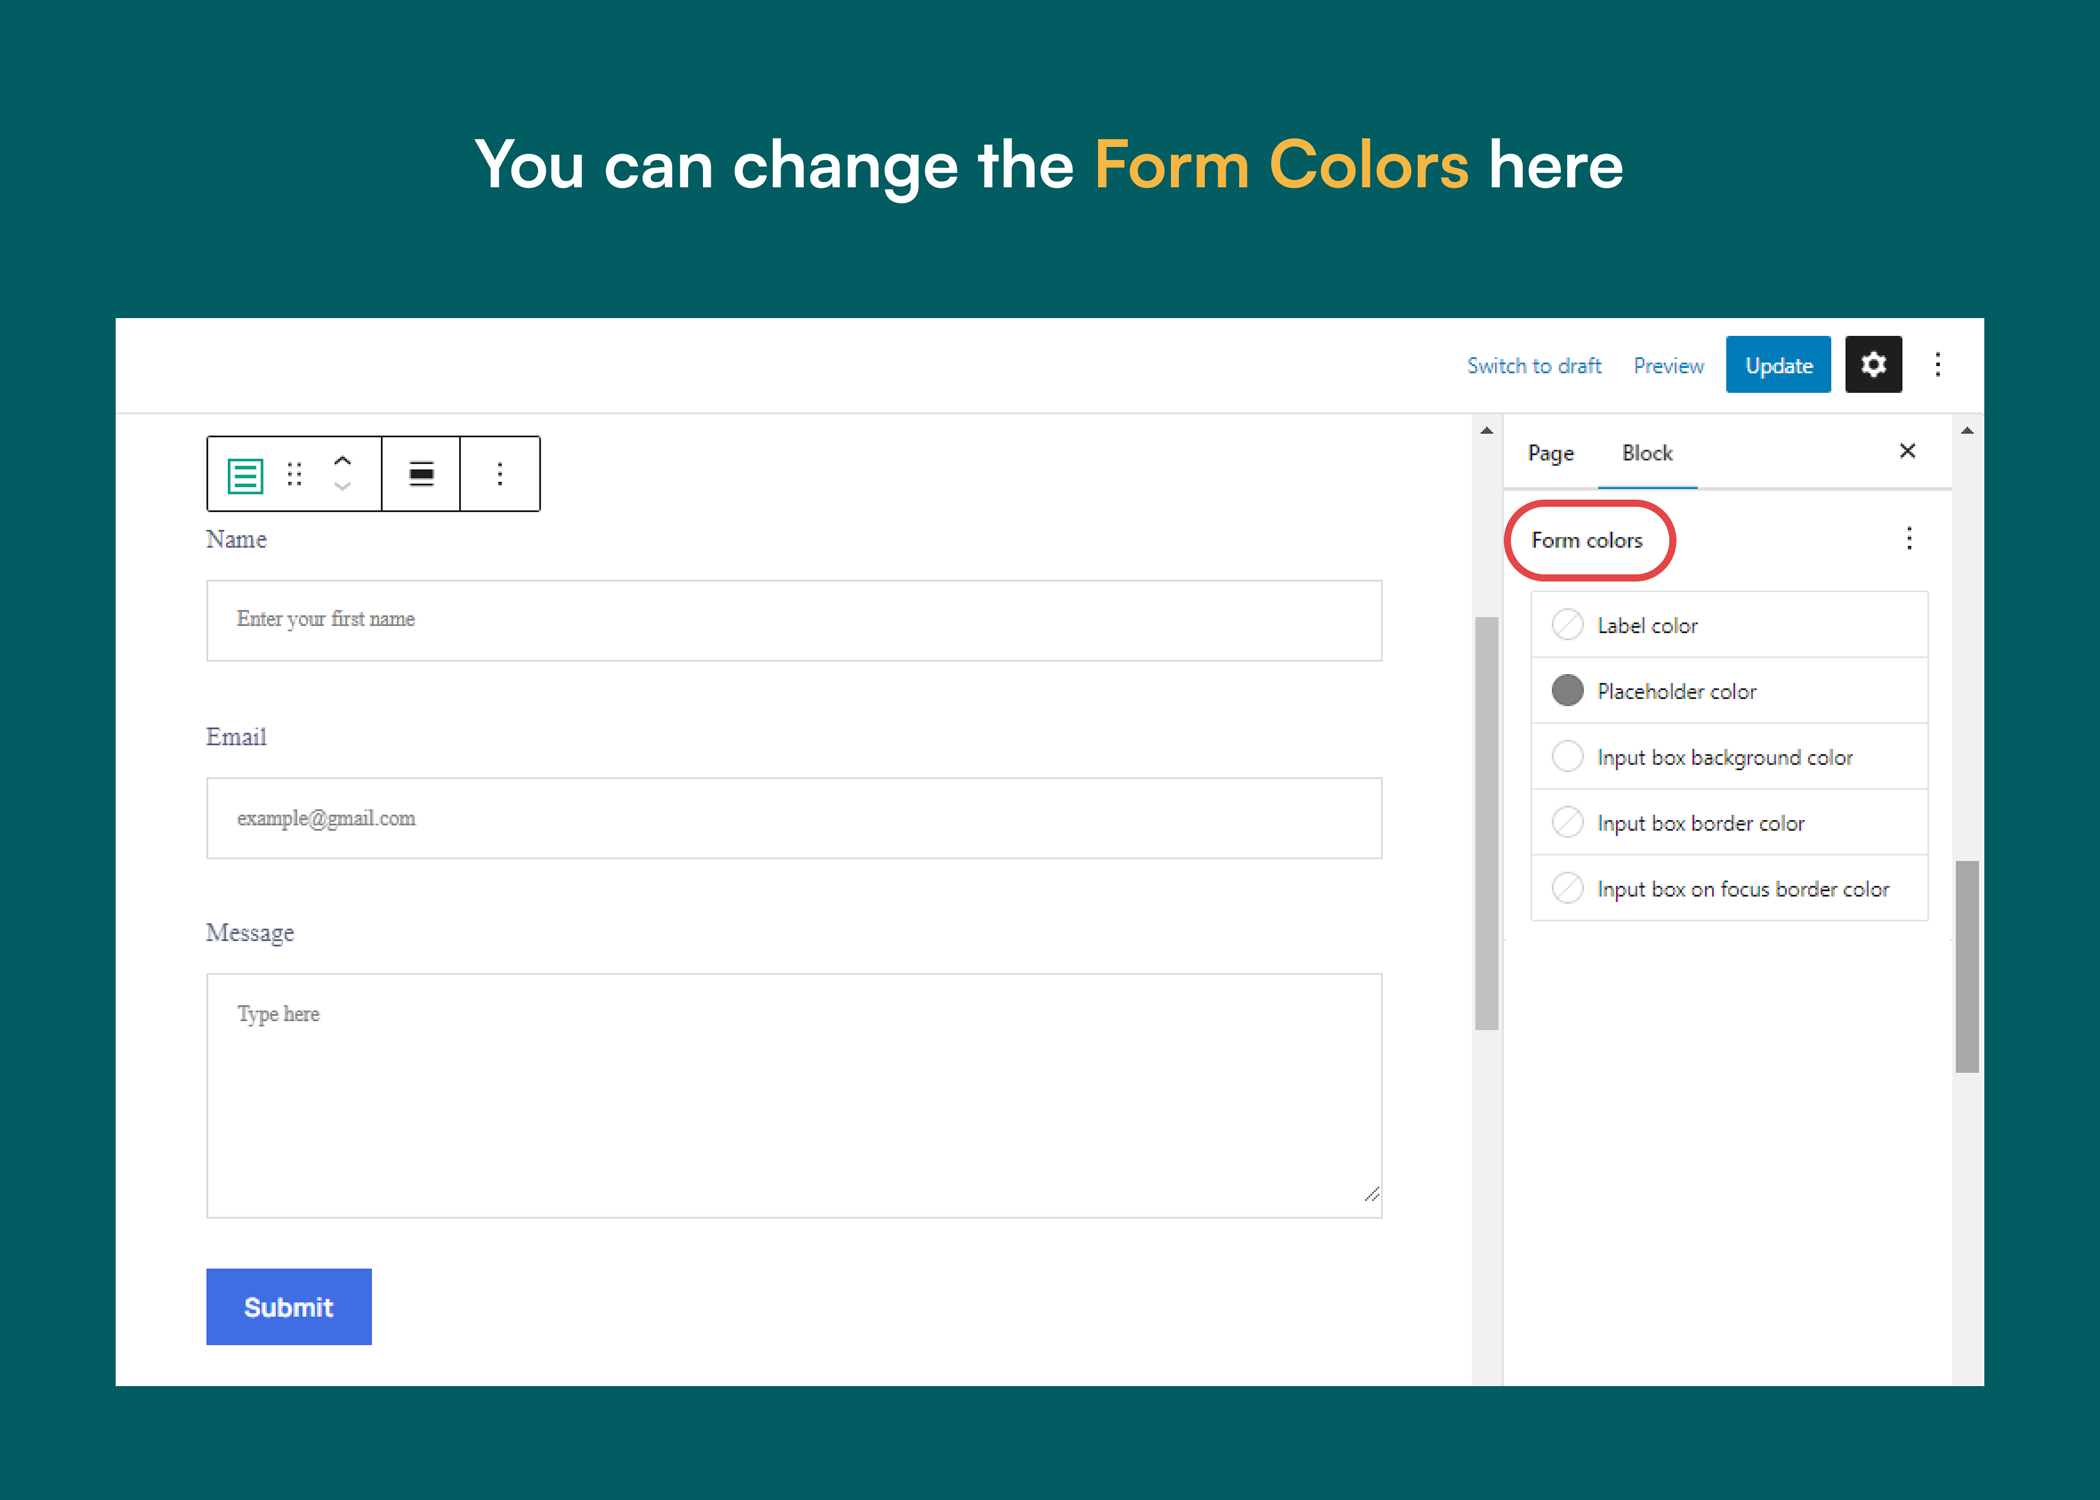 You can change the Form Colors here
Switch to draft Preview Update
Page Block
Form colors
Label color
Placeholder color
Input box background color
Input box border color
Input box on focus border color
Name
Enter your first name
Email
example@gmail.com
Message
Type here
Submit